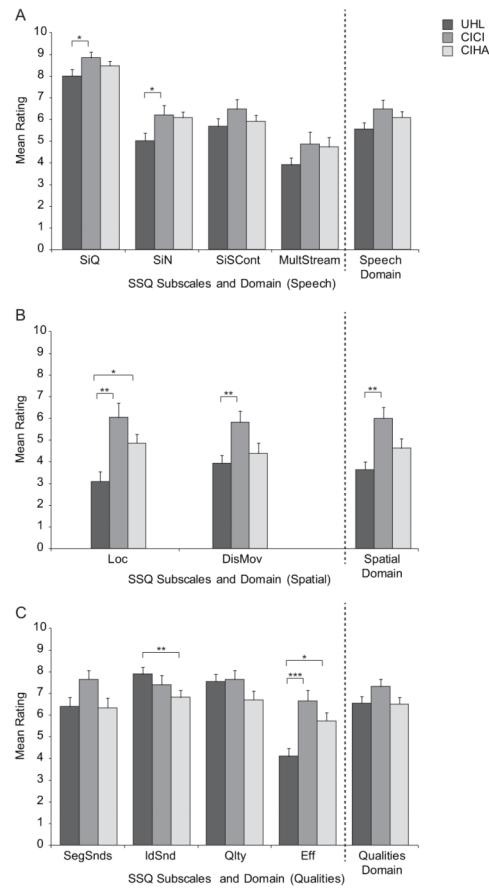 A
UHL
CICI
CIHA
10
9
8
7
6
5
4
3
2
1
0
Mean Rating
*
*
SiQ SiN SiSCont MultStream Speech Domain
SSQ Subscales and Domain (Speech)
B
10
9
8
7
6
5
4
3
2
1
0
Mean Rating
*
**
**
**
Loc DisMov Spatial Domain
SSQ Subscales and Domain (Spatial)
C
10
9
8
7
6
5
4
3
2
1
0
Mean Rating
**
*
***
SegSnds IdSnd Qlty Eff Qualities Domain
SSQ Subscales and Domain (Qualities)